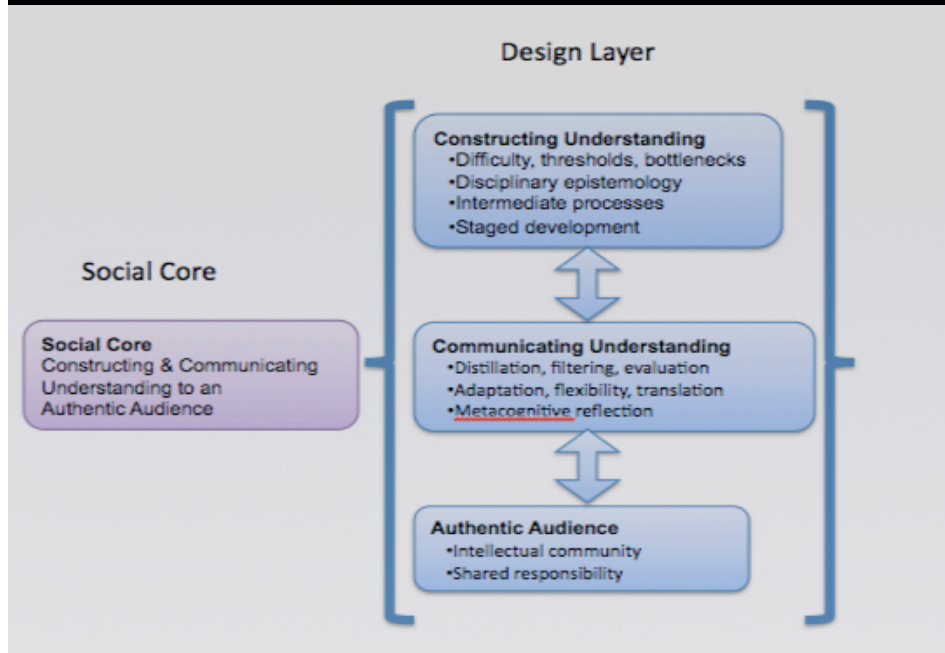 Design Layer
Constructing Understanding
•Difficulty, thresholds, bottlenecks
•Disciplinary epistemology
•Intermediate processes
•Staged development
Social Core
Social Core
Constructing & Communicating
Understanding to an
Authentic Audience
Communicating Understanding
•Distillation, filtering, evaluation
•Adaptation, flexibility, translation
•Metacognitive reflection
Authentic Audience
•Intellectual community
•Shared responsibility